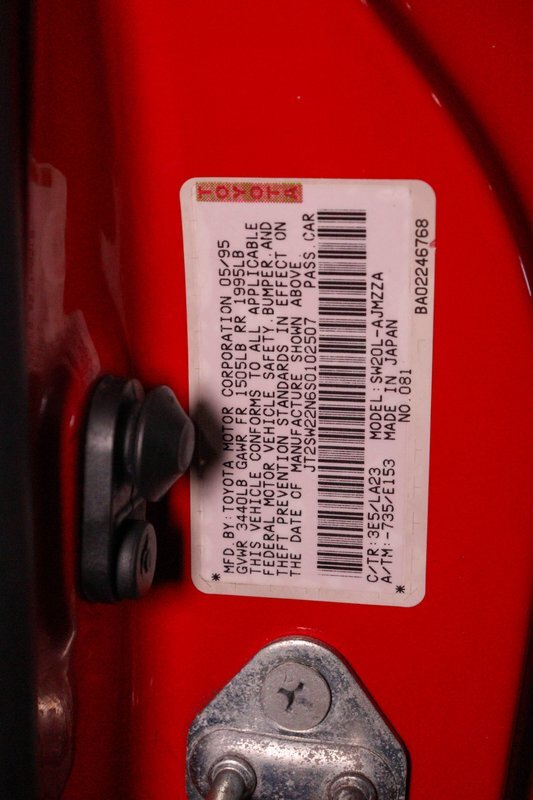 TOYOTA
MFD.BY:TOYOTA MOTOR CORPORATION 05/95
GVWR 3440LB GAWR FR 1505LB RR 1995LB
THIS VEHICLE CONFORMS TO ALL APPLICABLE
FEDERAL MOTOR VEHICLE SAFETY.BUMPER.AND
THEFT PREVENTION STANDARDS IN EFFECT ON
THE DATE OF MANUFACTURE SHOWN ABOVE.
JT2SW22N6S0102507 PASS.CAR
C/TR:3E5/LA23 MODEL:SW20L-AJMZZA
A/TM:-735/E153 MADE IN JAPAN
NO.081
BA02246768